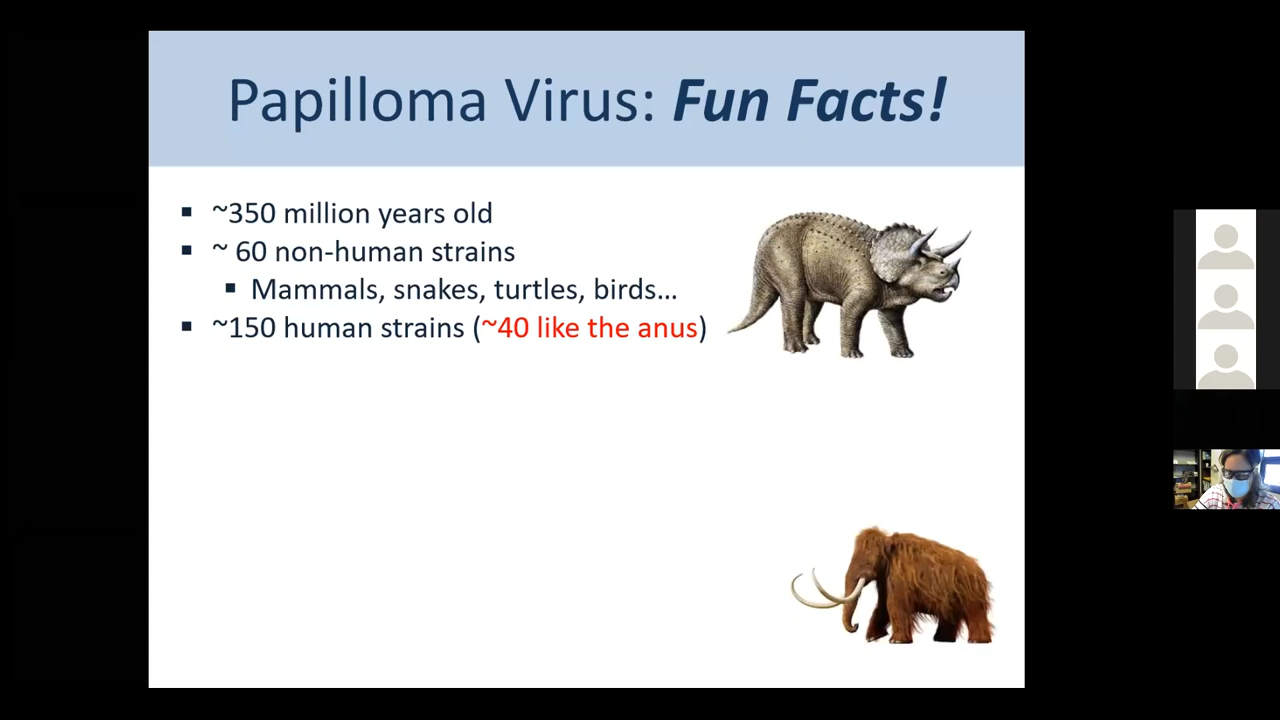 Papilloma Virus: Fun Facts!
▪ ~350 million years old
▪ ~ 60 non-human strains
▪ Mammals, snakes, turtles, birds...
▪ ~150 human strains (~40 like the anus)